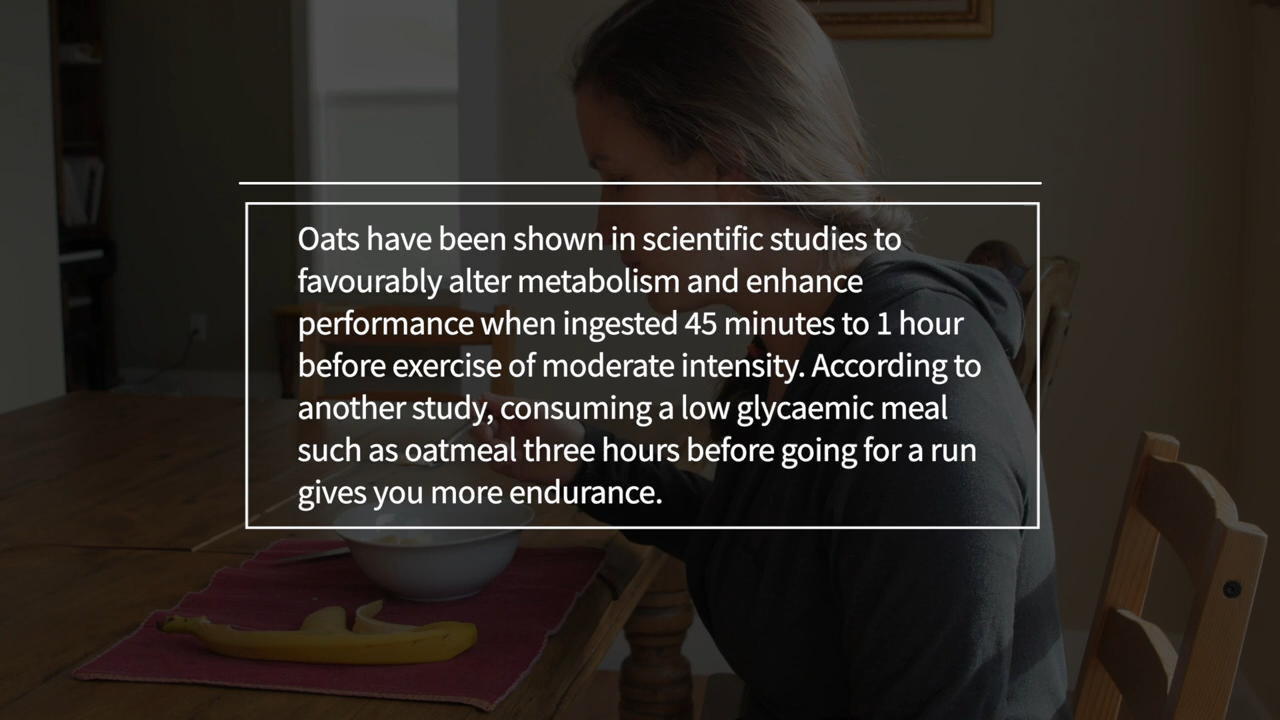 Oats have been shown in scientific studies to
favourably alter metabolism and enhance
performance when ingested 45 minutes to 1 hour
before exercise of moderate intensity. According to
another study, consuming a low glycaemic meal
such as oatmeal three hours before going for a run
gives you more endurance.